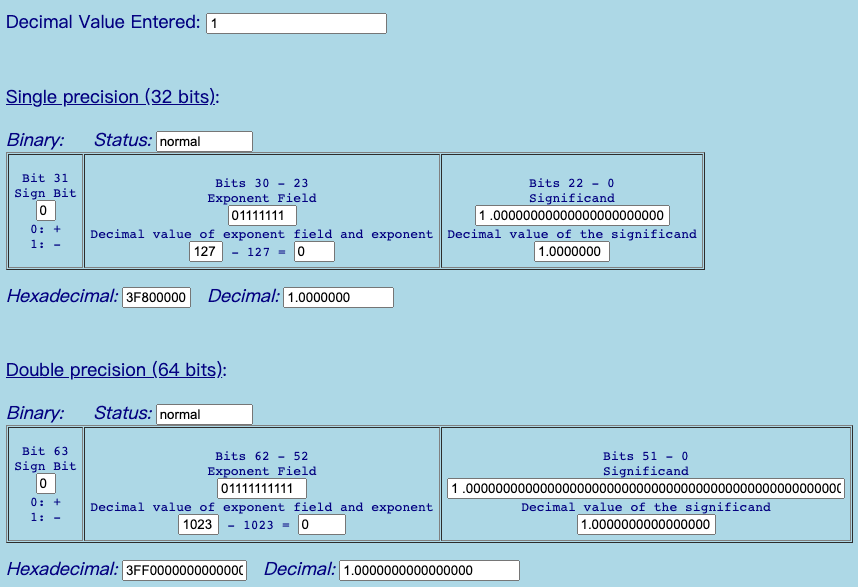 Decimal Value Entered: 1
Single precision (32 bits):
Binary: Status: normal
Bit 31
Sign Bit
0
0: +
1: -
Bits 30 - 23
Exponent Field
01111111
Decimal value of exponent field and exponent
127 - 127 = 0
Bits 22 - 0
Significand
1 .00000000000000000000000
Decimal value of the significand
1.0000000
Hexadecimal: 3F800000 Decimal: 1.0000000
Double precision (64 bits):
Binary: Status: normal
Bit 63
Sign Bit
0
0: +
1: -
Bits 62 - 52
Exponent Field
01111111111
Decimal value of exponent field and exponent
1023 - 1023 = 0
Bits 51 - 0
Significand
Decimal value of the significand
1.0000000000000000
Hexadecimal: Decimal: 1.0000000000000000